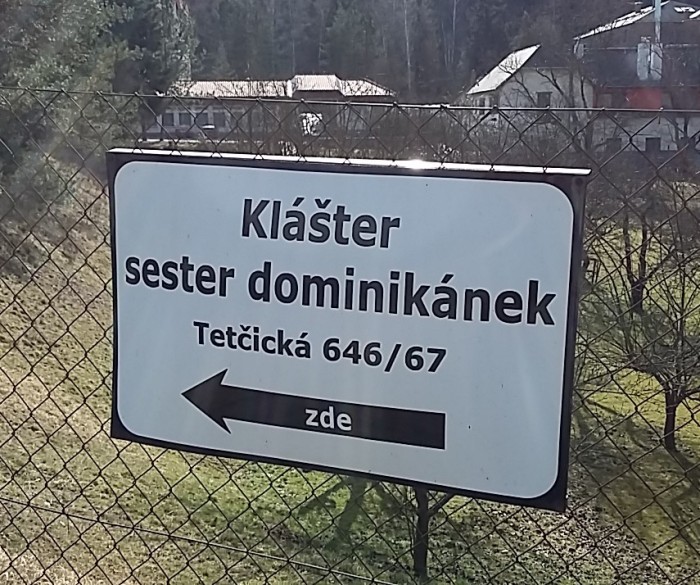 Klášter
sester dominikánek
Tetčická 646/67
zde